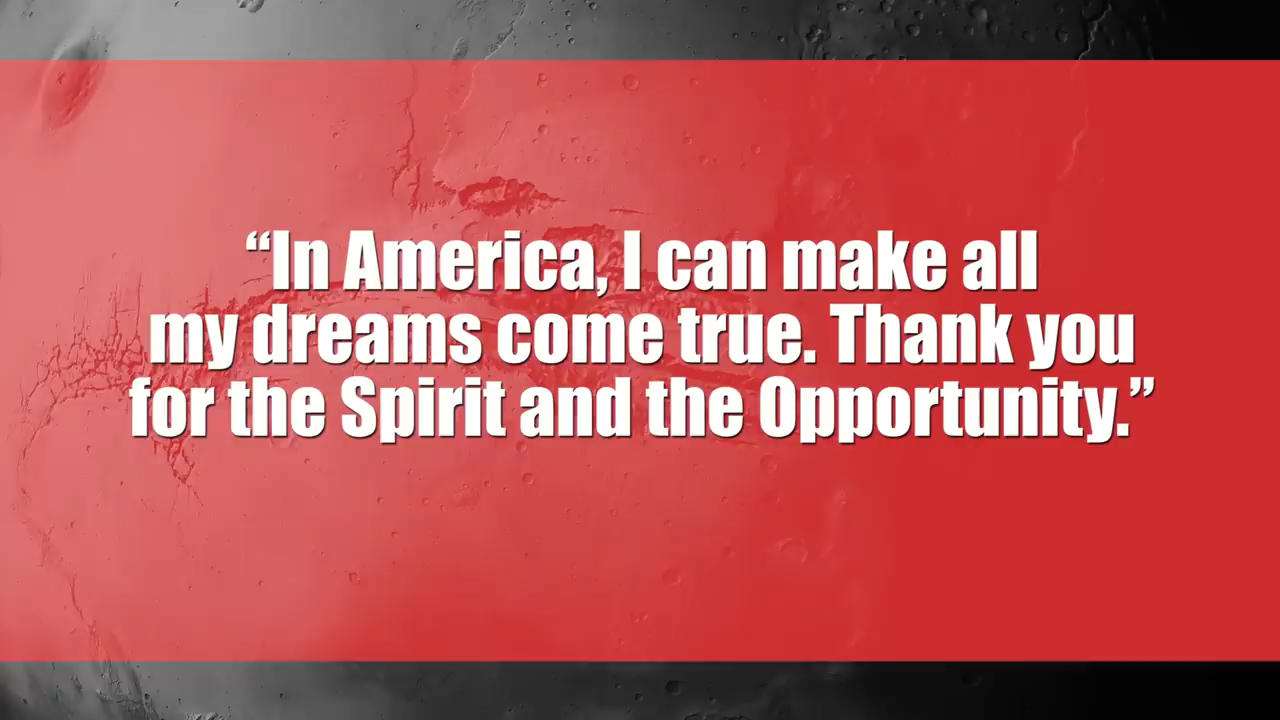 “In America, I can make all
my dreams come true. Thank you
for the Spirit and the Opportunity.”